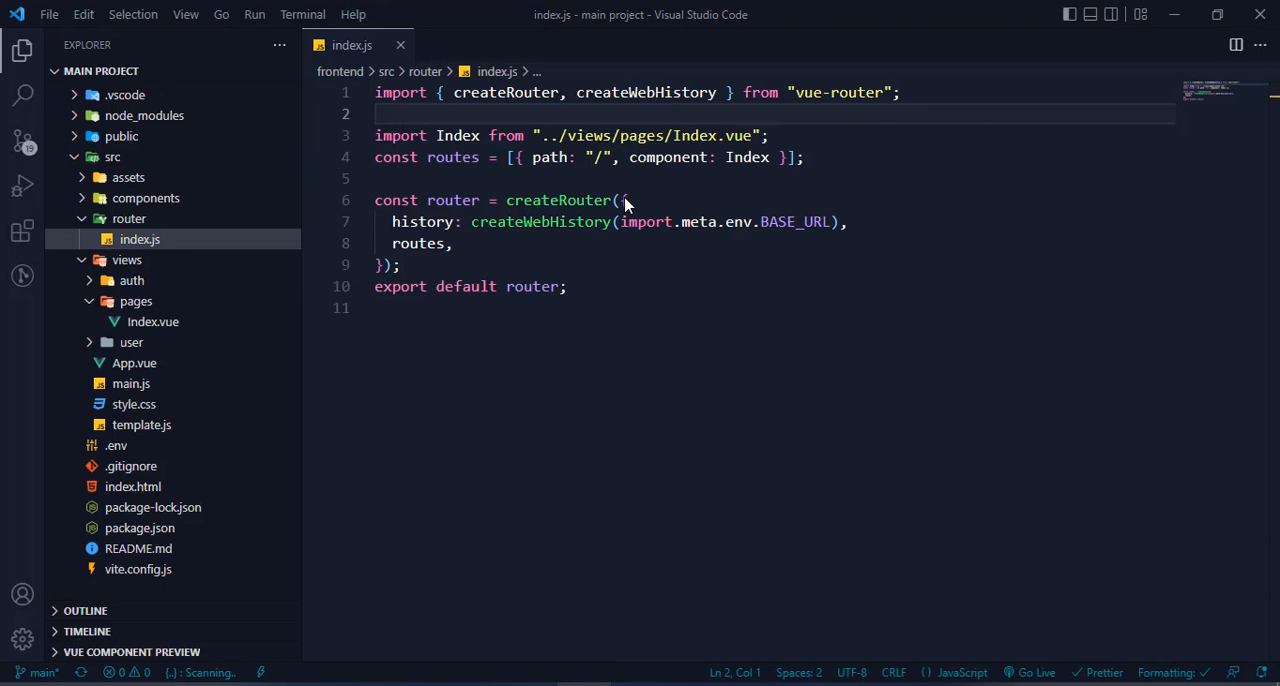 File Edit Selection View Go Run Terminal Help
index.js - main project - Visual Studio Code
EXPLORER
MAIN PROJECT
.vscode
node_modules
public
src
assets
components
router
index.js
views
auth
pages
Index.vue
user
App.vue
main.js
style.css
template.js
.env
.gitignore
index.html
package-lock.json
package.json
README.md
vite.config.js
OUTLINE
TIMELINE
VUE COMPONENT PREVIEW
19
JS index.js
frontend > src > router > JS index.js > ...
1 import { createRouter, createWebHistory } from "vue-router";
2
3 import Index from "../views/pages/Index.vue";
4 const routes = [{ path: "/", component: Index }];
5
6 const router = createRouter({
7 history: createWebHistory(import.meta.env.BASE_URL),
8 routes,
9 });
10 export default router;
11
main* 0 0 {..} : Scanning.. Ln 2, Col 1 Spaces: 2 UTF-8 CRLF {} JavaScript Go Live Prettier Formatting: